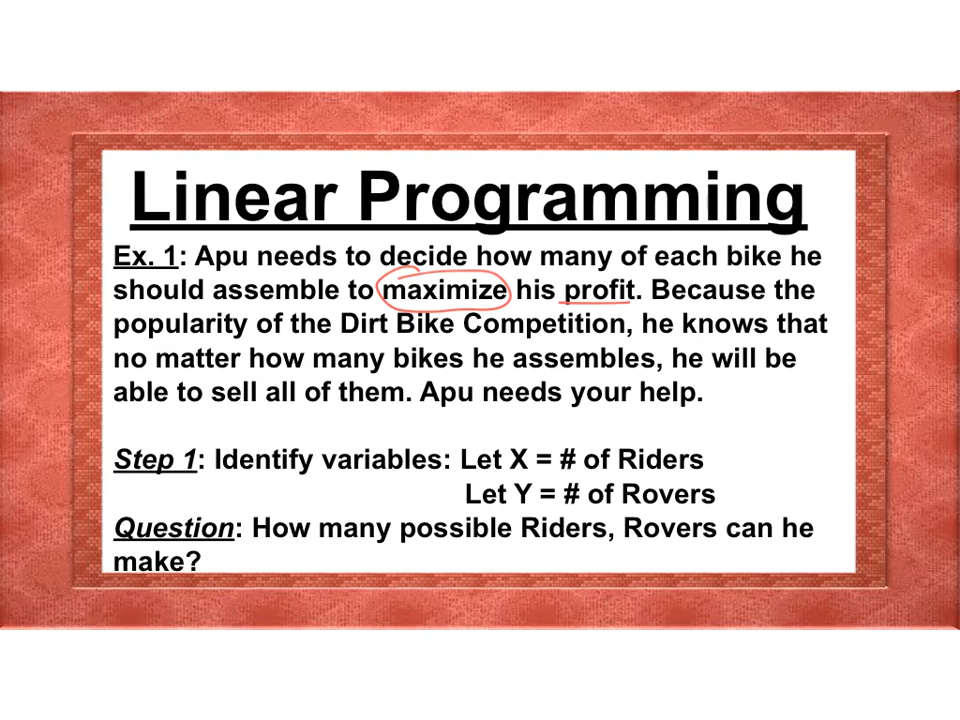 Linear Programming
Ex. 1: Apu needs to decide how many of each bike he
should assemble to maximize his profit. Because the
popularity of the Dirt Bike Competition, he knows that
no matter how many bikes he assembles, he will be
able to sell all of them. Apu needs your help.
Step 1: Identify variables: Let X = # of Riders
Let Y = # of Rovers
Question: How many possible Riders, Rovers can he
make?